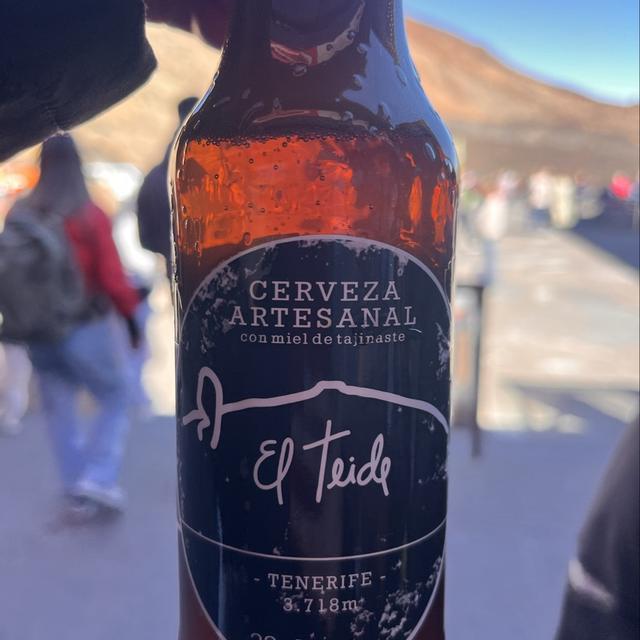 CERVEZA
ARTESANAL
con miel de tajinaste
El Teide
- TENERIFE -
3.718m